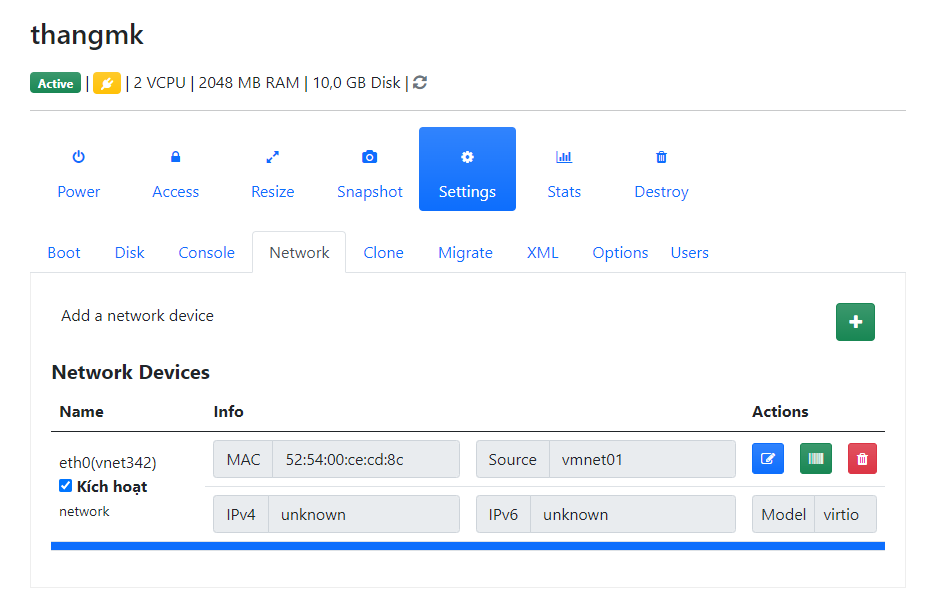 thangmk
Active | | 2 VCPU | 2048 MB RAM | 10,0 GB Disk |
Power Access Resize Snapshot Settings Stats Destroy
Boot Disk Console Network Clone Migrate XML Options Users
Add a network device
Network Devices
Name Info Actions
eth0(vnet342) MAC 52:54:00:ce:cd:8c Source vmnet01
Kích hoạt
network IPv4 unknown IPv6 unknown Model virtio